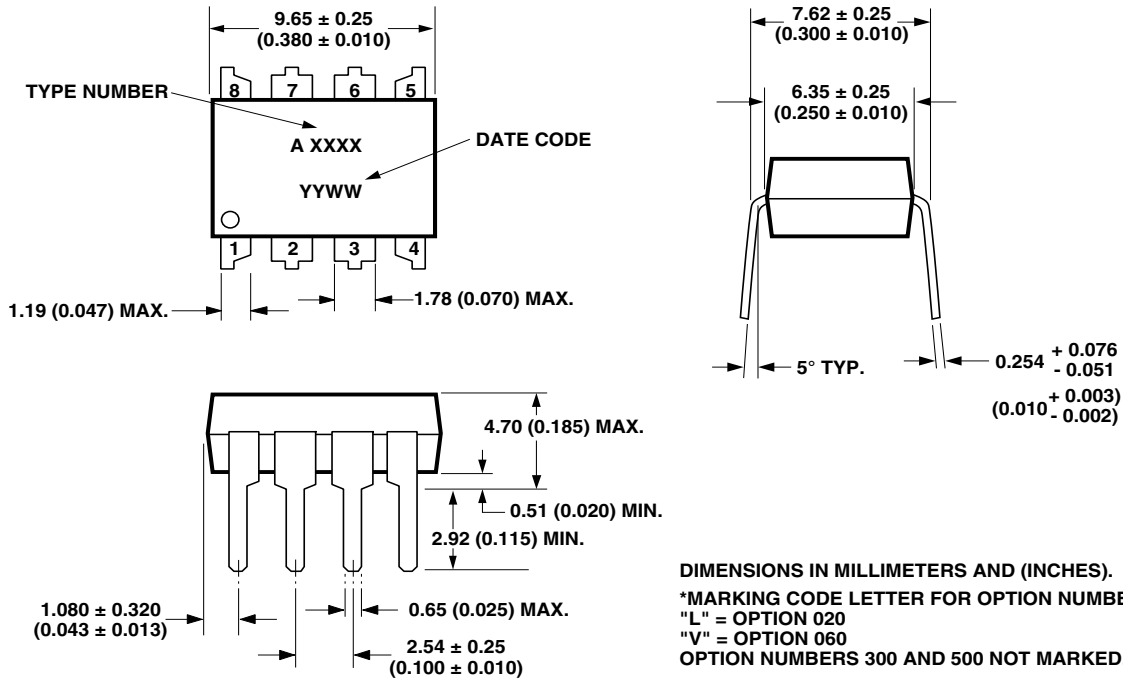 9.65 ± 0.25
(0.380 ± 0.010)
8 7 6 5
TYPE NUMBER
A XXXX
DATE CODE
YYWW
1 2 3 4
1.19 (0.047) MAX.
1.78 (0.070) MAX.
7.62 ± 0.25
(0.300 ± 0.010)
6.35 ± 0.25
(0.250 ± 0.010)
5° TYP.
0.254 + 0.076
- 0.051
(0.010 + 0.003)
- 0.002)
4.70 (0.185) MAX.
0.51 (0.020) MIN.
2.92 (0.115) MIN.
1.080 ± 0.320
(0.043 ± 0.013)
0.65 (0.025) MAX.
2.54 ± 0.25
(0.100 ± 0.010)
DIMENSIONS IN MILLIMETERS AND (INCHES).
*MARKING CODE LETTER FOR OPTION NUMBE
"L" = OPTION 020
"V" = OPTION 060
OPTION NUMBERS 300 AND 500 NOT MARKED